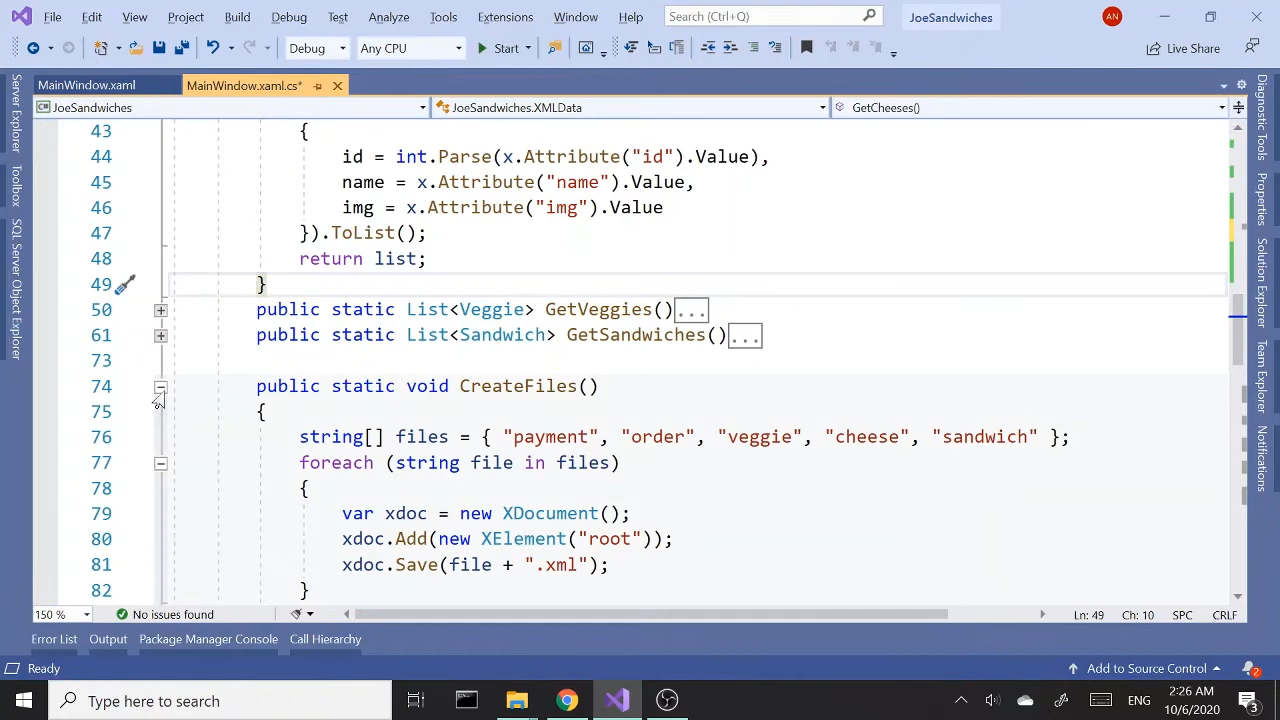 File Edit View Project Build Debug Test Analyze Tools Extensions Window Help Search (Ctrl+Q) JoeSandwiches AN
Debug Any CPU Start Live Share
MainWindow.xaml MainWindow.xaml.cs*
JoeSandwiches JoeSandwiches.XMLData GetCheeses()
43 {
44 id = int.Parse(x.Attribute("id").Value),
45 name = x.Attribute("name").Value,
46 img = x.Attribute("img").Value
47 }).ToList();
48 return list;
49 }
50 public static List<Veggie> GetVeggies()...
61 public static List<Sandwich> GetSandwiches()...
73
74 public static void CreateFiles()
75 {
76 string[] files = { "payment", "order", "veggie", "cheese", "sandwich" };
77 foreach (string file in files)
78 {
79 var xdoc = new XDocument();
80 xdoc.Add(new XElement("root"));
81 xdoc.Save(file + ".xml");
82 }
150 % No issues found Ln: 49 Ch: 10 SPC CRLF
Error List Output Package Manager Console Call Hierarchy
Ready Add to Source Control 2
Type here to search ENG 1:26 AM
10/6/2020 3
Server Explorer
Toolbox
SQL Server Object Explorer
Diagnostic Tools
Properties
Solution Explorer
Team Explorer
Notifications